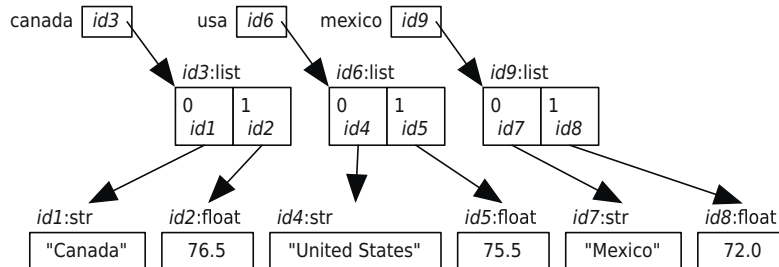 canada id3 usa id6 mexico id9
id3:list id6:list id9:list
0 1 0 1 0 1
id1 id2 id4 id5 id7 id8
id1:str id2:float id4:str id5:float id7:str id8:float
"Canada" 76.5 "United States" 75.5 "Mexico" 72.0